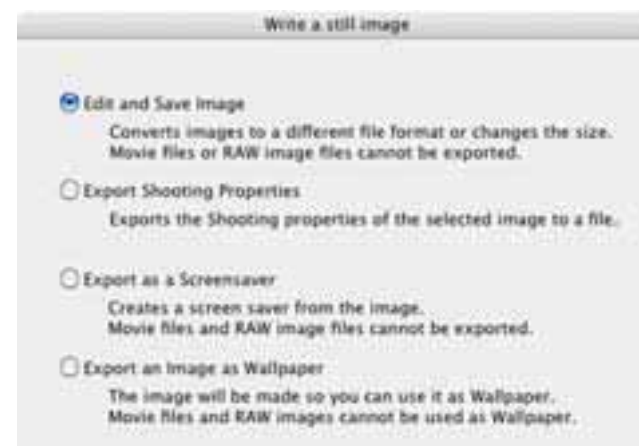 Write a still image
Edit and Save Image
Converts images to a different file format or changes the size.
Movie files or RAW image files cannot be exported.
Export Shooting Properties
Exports the Shooting properties of the selected image to a file.
Export as a Screensaver
Creates a screen saver from the image.
Movie files and RAW image files cannot be exported.
Export an Image as Wallpaper
The image will be made so you can use it as Wallpaper.
Movie files and RAW images cannot be used as Wallpaper.